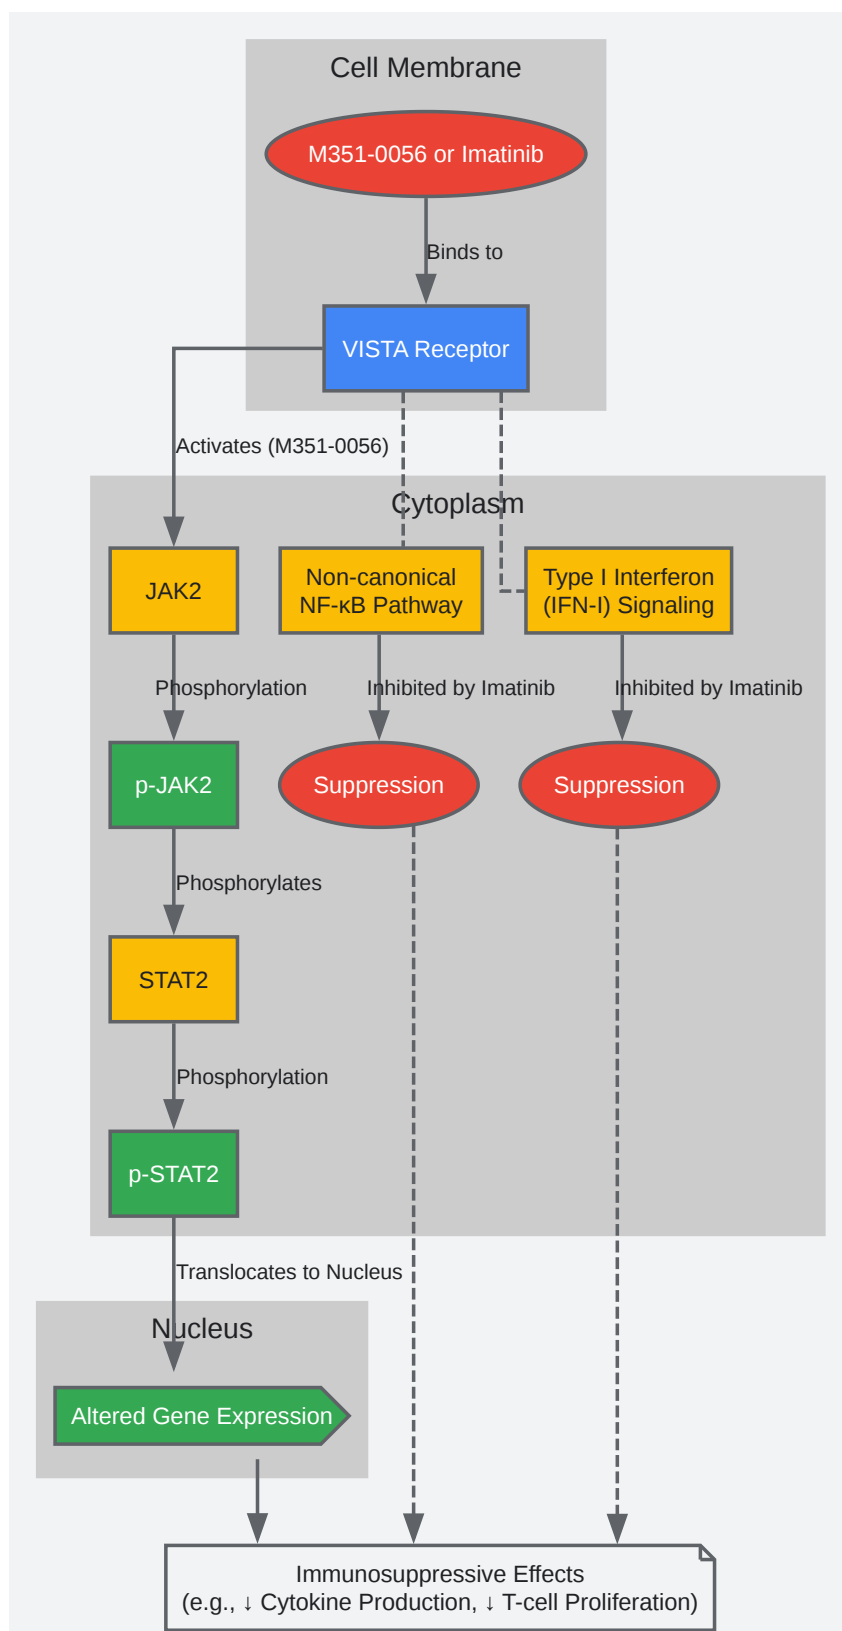 Cell Membrane
M351-0056 or Imatinib
Binds to
VISTA Receptor
Activates (M351-0056)
Cytoplasm
JAK2
Non-canonical
NF-κB Pathway
Type I Interferon
(IFN-I) Signaling
Phosphorylation
Inhibited by Imatinib
Inhibited by Imatinib
p-JAK2
Suppression
Suppression
Phosphorylates
STAT2
Phosphorylation
p-STAT2
Translocates to Nucleus
Nucleus
Altered Gene Expression
Immunosuppressive Effects
(e.g., ↓ Cytokine Production, ↓ T-cell Proliferation)